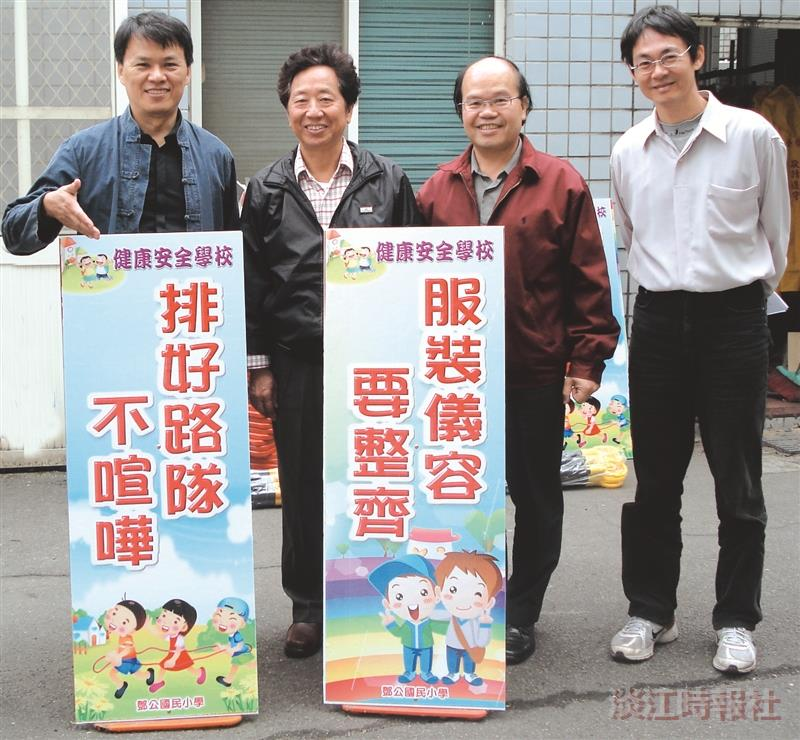 健康安全學校
排好路隊
不喧嘩
鄧公國民小學
健康安全學校
服裝儀容
要整齊
鄧公國民小學
淡江時報社